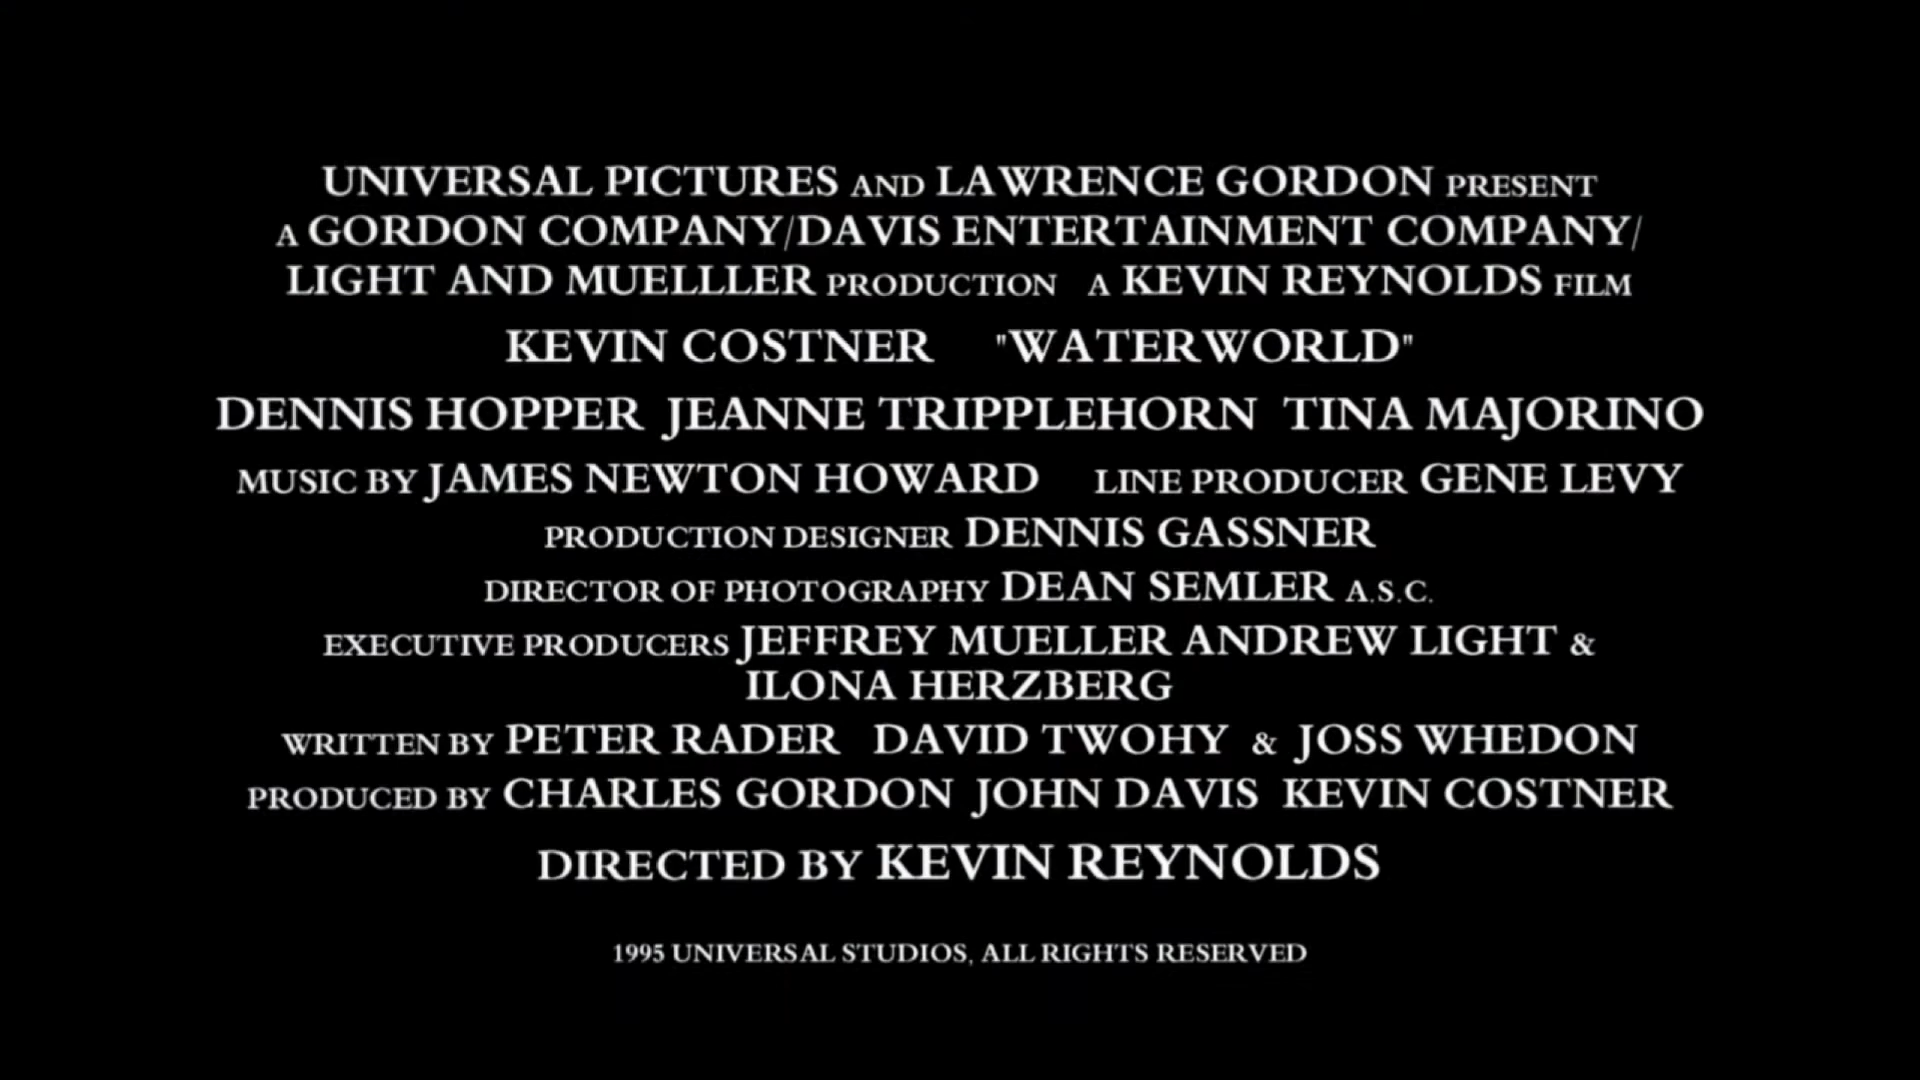 UNIVERSAL PICTURES AND LAWRENCE GORDON PRESENT
A GORDON COMPANY/DAVIS ENTERTAINMENT COMPANY/
LIGHT AND MUELLLER PRODUCTION A KEVIN REYNOLDS FILM
KEVIN COSTNER "WATERWORLD"
DENNIS HOPPER JEANNE TRIPPLEHORN TINA MAJORINO
MUSIC BY JAMES NEWTON HOWARD LINE PRODUCER GENE LEVY
PRODUCTION DESIGNER DENNIS GASSNER
DIRECTOR OF PHOTOGRAPHY DEAN SEMLER A.S.C.
EXECUTIVE PRODUCERS JEFFREY MUELLER ANDREW LIGHT &
ILONA HERZBERG
WRITTEN BY PETER RADER DAVID TWOHY & JOSS WHEDON
PRODUCED BY CHARLES GORDON JOHN DAVIS KEVIN COSTNER
DIRECTED BY KEVIN REYNOLDS
1995 UNIVERSAL STUDIOS, ALL RIGHTS RESERVED